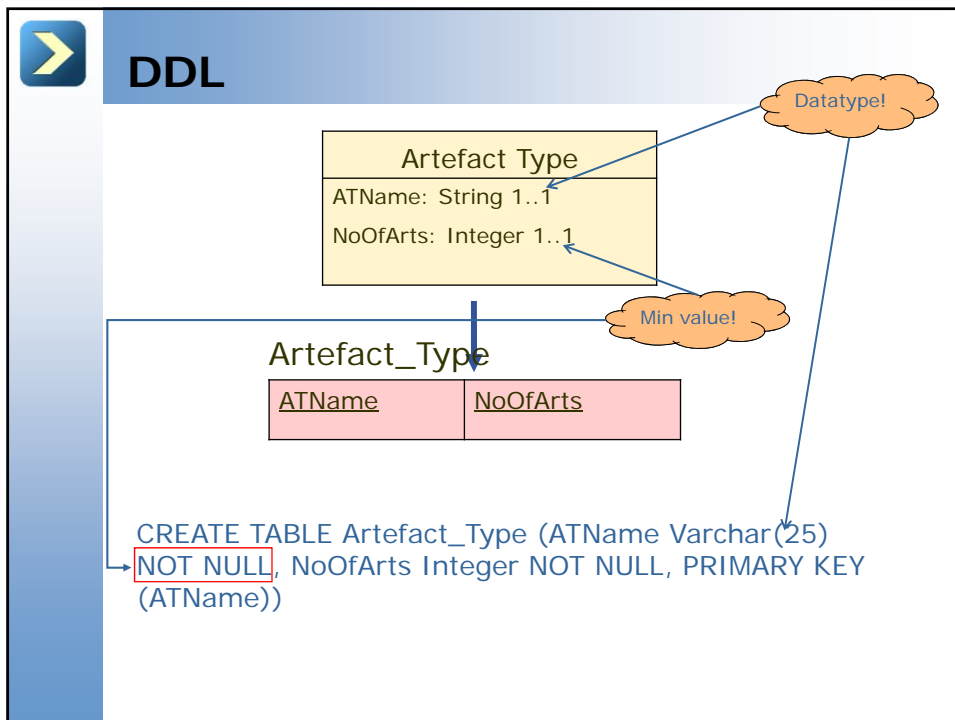 DDL
Datatype!
Artefact Type
ATName: String 1..1
NoOfArts: Integer 1..1
Min value!
Artefact_Type
ATName
NoOfArts
CREATE TABLE Artefact_Type (ATName Varchar(25)
NOT NULL, NoOfArts Integer NOT NULL, PRIMARY KEY
(ATName))